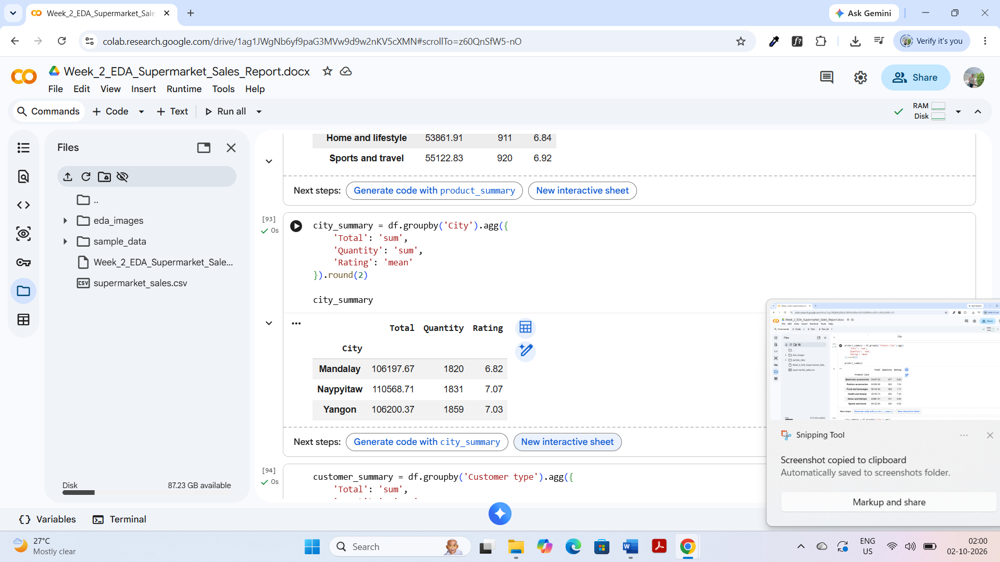 Week_2_EDA_Supermarket_Sale
Ask Gemini
colab.research.google.com/drive/1ag1JWgNb6yf9paG3MVw9d9w2nKV5cXMN#scrollTo=z60QnSfW5-nO
Verify it's you
Week_2_EDA_Supermarket_Sales_Report.docx
File Edit View Insert Runtime Tools Help
Share
Commands + Code + Text Run all
RAM
Disk
Files
..
eda_images
sample_data
Week_2_EDA_Supermarket_Sale...
CSV supermarket_sales.csv
Disk 87.23 GB available
Home and lifestyle 53861.91 911 6.84
Sports and travel 55122.83 920 6.92
Next steps: Generate code with product_summary New interactive sheet
[93]
0s
city_summary = df.groupby('City').agg({
'Total': 'sum',
'Quantity': 'sum',
'Rating': 'mean'
}).round(2)
city_summary
Total Quantity Rating
City
Mandalay 106197.67 1820 6.82
Naypyitaw 110568.71 1831 7.07
Yangon 106200.37 1859 7.03
Next steps: Generate code with city_summary New interactive sheet
[94]
0s
customer_summary = df.groupby('Customer type').agg({
'Total': 'sum',
Snipping Tool
Screenshot copied to clipboard
Automatically saved to screenshots folder.
Markup and share
Variables Terminal
27°C
Mostly clear
Search
ENG
US
02:00
02-10-2026